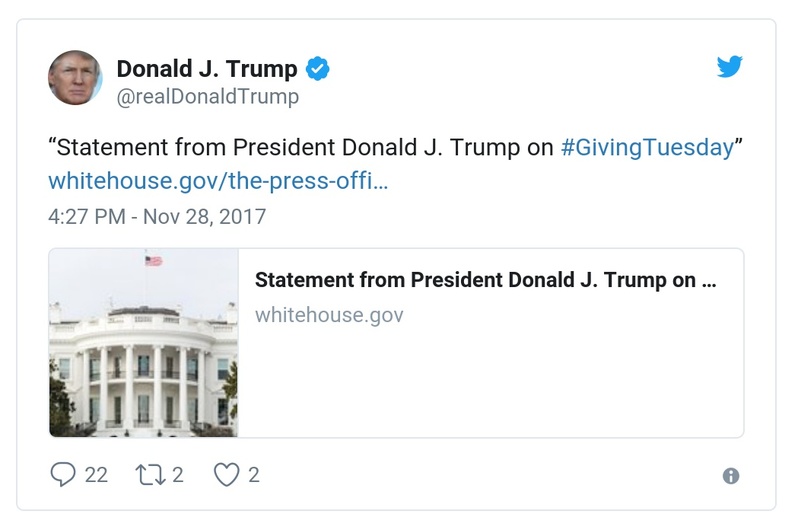 Donald J. Trump
@realDonaldTrump
“Statement from President Donald J. Trump on #GivingTuesday”
whitehouse.gov/the-press-offi…
4:27 PM - Nov 28, 2017
Statement from President Donald J. Trump on ...
whitehouse.gov
22 2 2